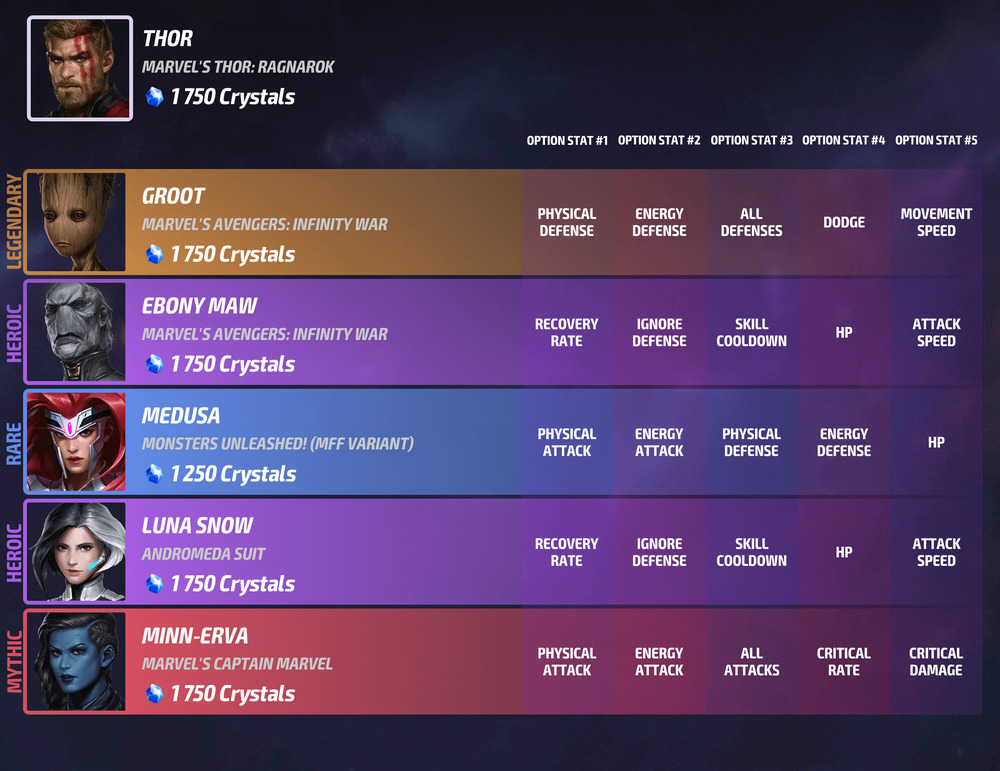 THOR
MARVEL'S THOR: RAGNAROK
1 750 Crystals
OPTION STAT #1 OPTION STAT #2 OPTION STAT #3 OPTION STAT #4 OPTION STAT #5
LEGENDARY
GROOT
MARVEL'S AVENGERS: INFINITY WAR
1 750 Crystals
PHYSICAL DEFENSE
ENERGY DEFENSE
ALL DEFENSES
DODGE
MOVEMENT SPEED
HEROIC
EBONY MAW
MARVEL'S AVENGERS: INFINITY WAR
1 750 Crystals
RECOVERY RATE
IGNORE DEFENSE
SKILL COOLDOWN
HP
ATTACK SPEED
RARE
MEDUSA
MONSTERS UNLEASHED! (MFF VARIANT)
1 250 Crystals
PHYSICAL ATTACK
ENERGY ATTACK
PHYSICAL DEFENSE
ENERGY DEFENSE
HP
HEROIC
LUNA SNOW
ANDROMEDA SUIT
1 750 Crystals
RECOVERY RATE
IGNORE DEFENSE
SKILL COOLDOWN
HP
ATTACK SPEED
MYTHIC
MINN-ERVA
MARVEL'S CAPTAIN MARVEL
1 750 Crystals
PHYSICAL ATTACK
ENERGY ATTACK
ALL ATTACKS
CRITICAL RATE
CRITICAL DAMAGE